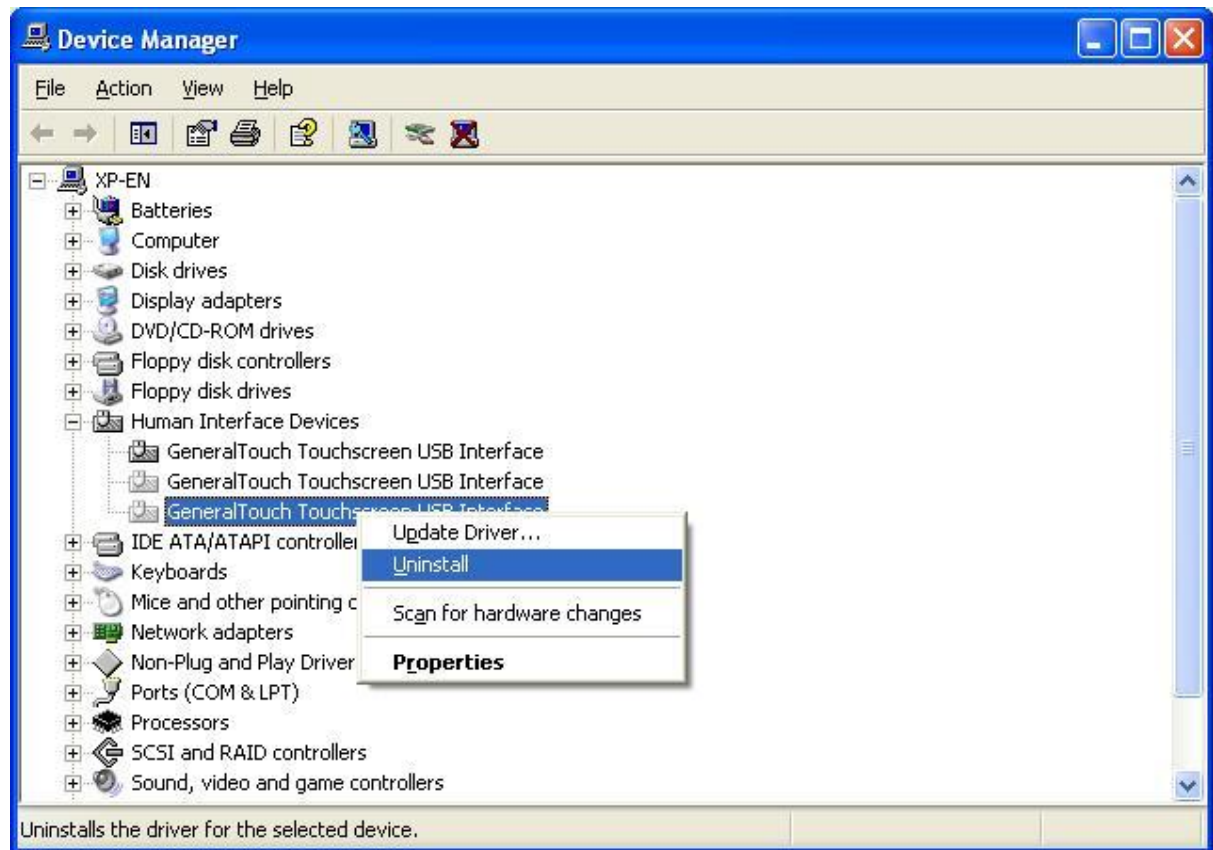 Device Manager
File Action View Help
XP-EN
Batteries
Computer
Disk drives
Display adapters
DVD/CD-ROM drives
Floppy disk controllers
Floppy disk drives
Human Interface Devices
GeneralTouch Touchscreen USB Interface
GeneralTouch Touchscreen USB Interface
GeneralTouch Touchscreen USB Interface
Update Driver...
IDE ATA/ATAPI controller
Uninstall
Keyboards
Mice and other pointing
Scan for hardware changes
Network adapters
Non-Plug and Play Driver
Properties
Ports (COM & LPT)
Processors
SCSI and RAID controllers
Sound, video and game controllers
Uninstalls the driver for the selected device.